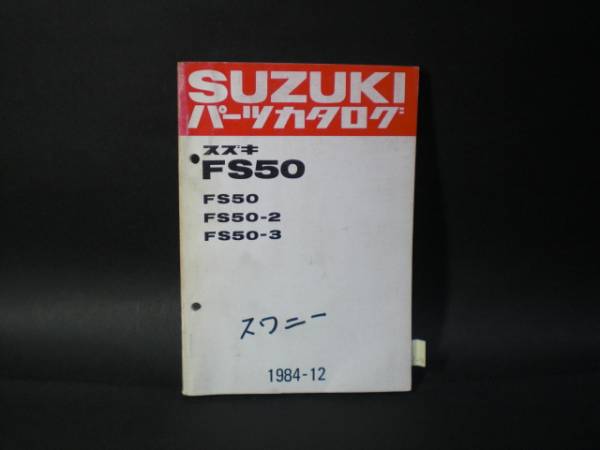 SUZUKI
パーツカタログ
スズキ
FS50
FS50
FS50-2
FS50-3
スワニー
1984-12